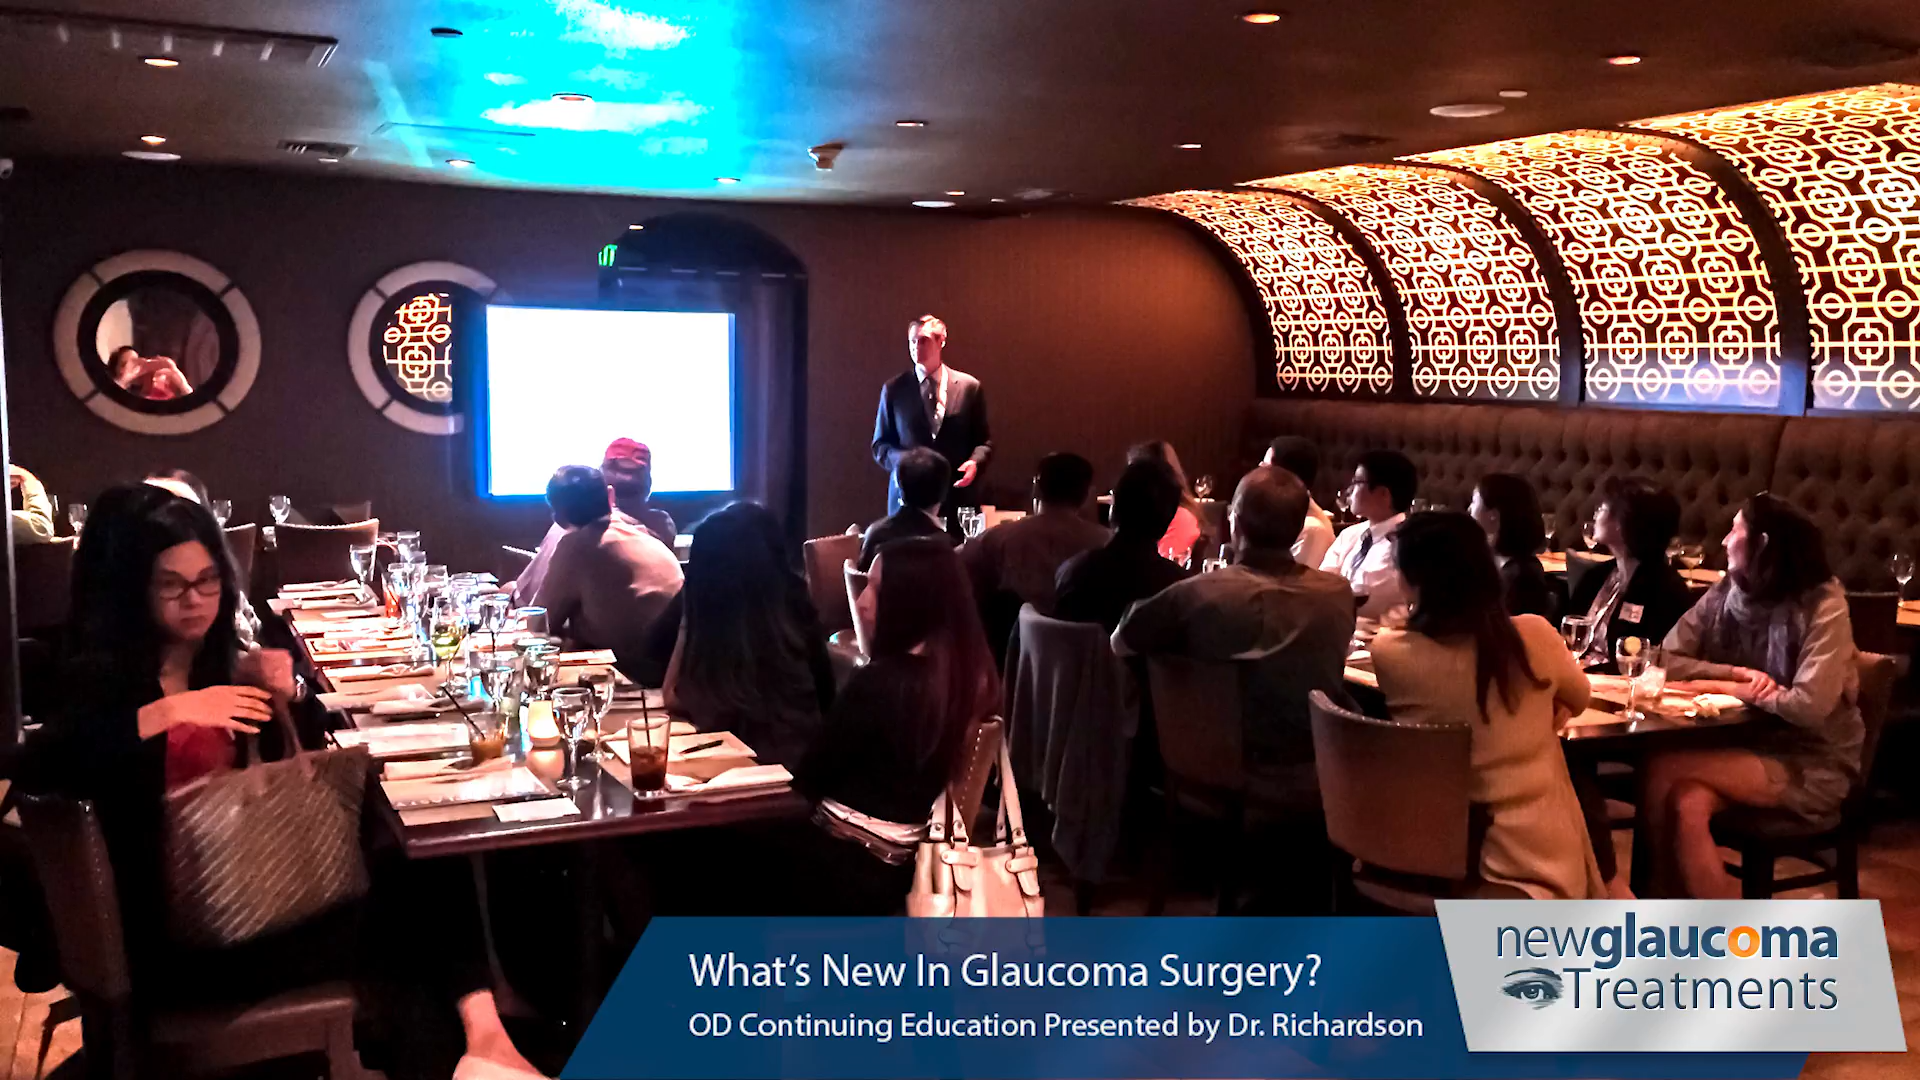 What's New In Glaucoma Surgery?
OD Continuing Education Presented by Dr. Richardson
newglaucoma
Treatments